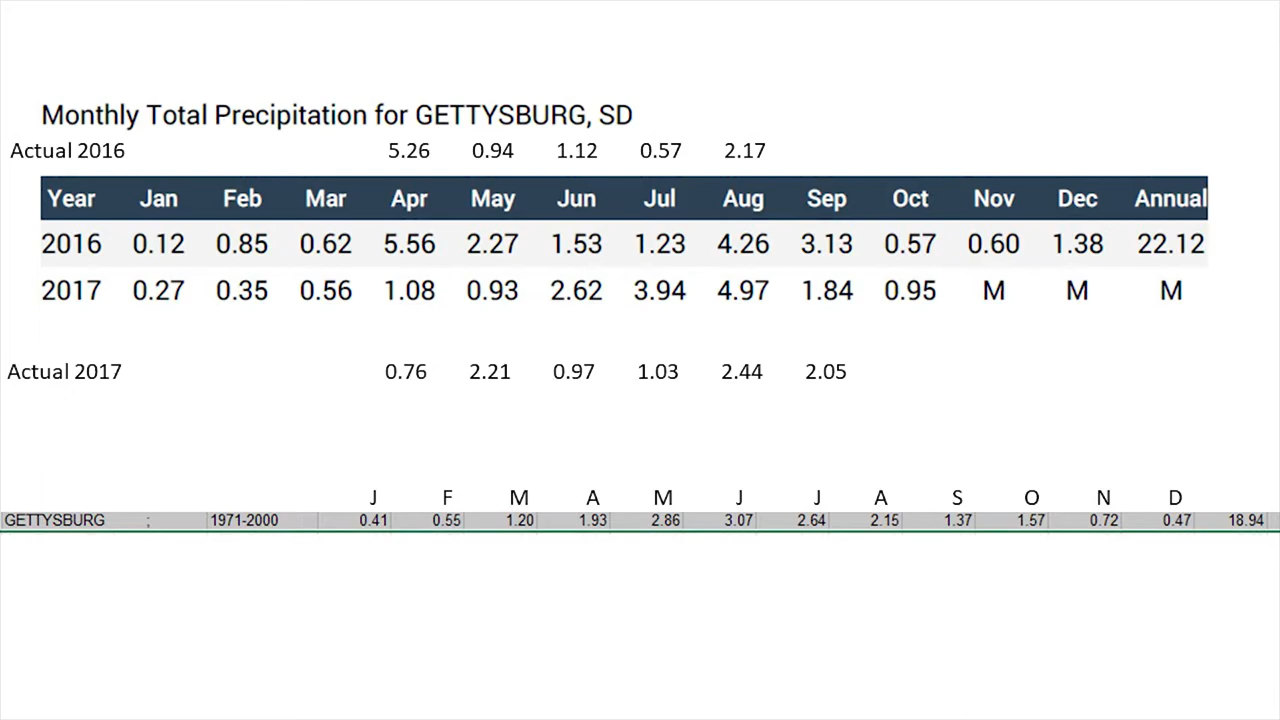 Monthly Total Precipitation for GETTYSBURG, SD
Actual 2016 5.26 0.94 1.12 0.57 2.17
Year Jan Feb Mar Apr May Jun Jul Aug Sep Oct Nov Dec Annual
2016 0.12 0.85 0.62 5.56 2.27 1.53 1.23 4.26 3.13 0.57 0.60 1.38 22.12
2017 0.27 0.35 0.56 1.08 0.93 2.62 3.94 4.97 1.84 0.95 M M M
Actual 2017 0.76 2.21 0.97 1.03 2.44 2.05
J F M A M J J A S O N D
GETTYSBURG ; 1971-2000 0.41 0.55 1.20 1.93 2.86 3.07 2.64 2.15 1.37 1.57 0.72 0.47 18.94